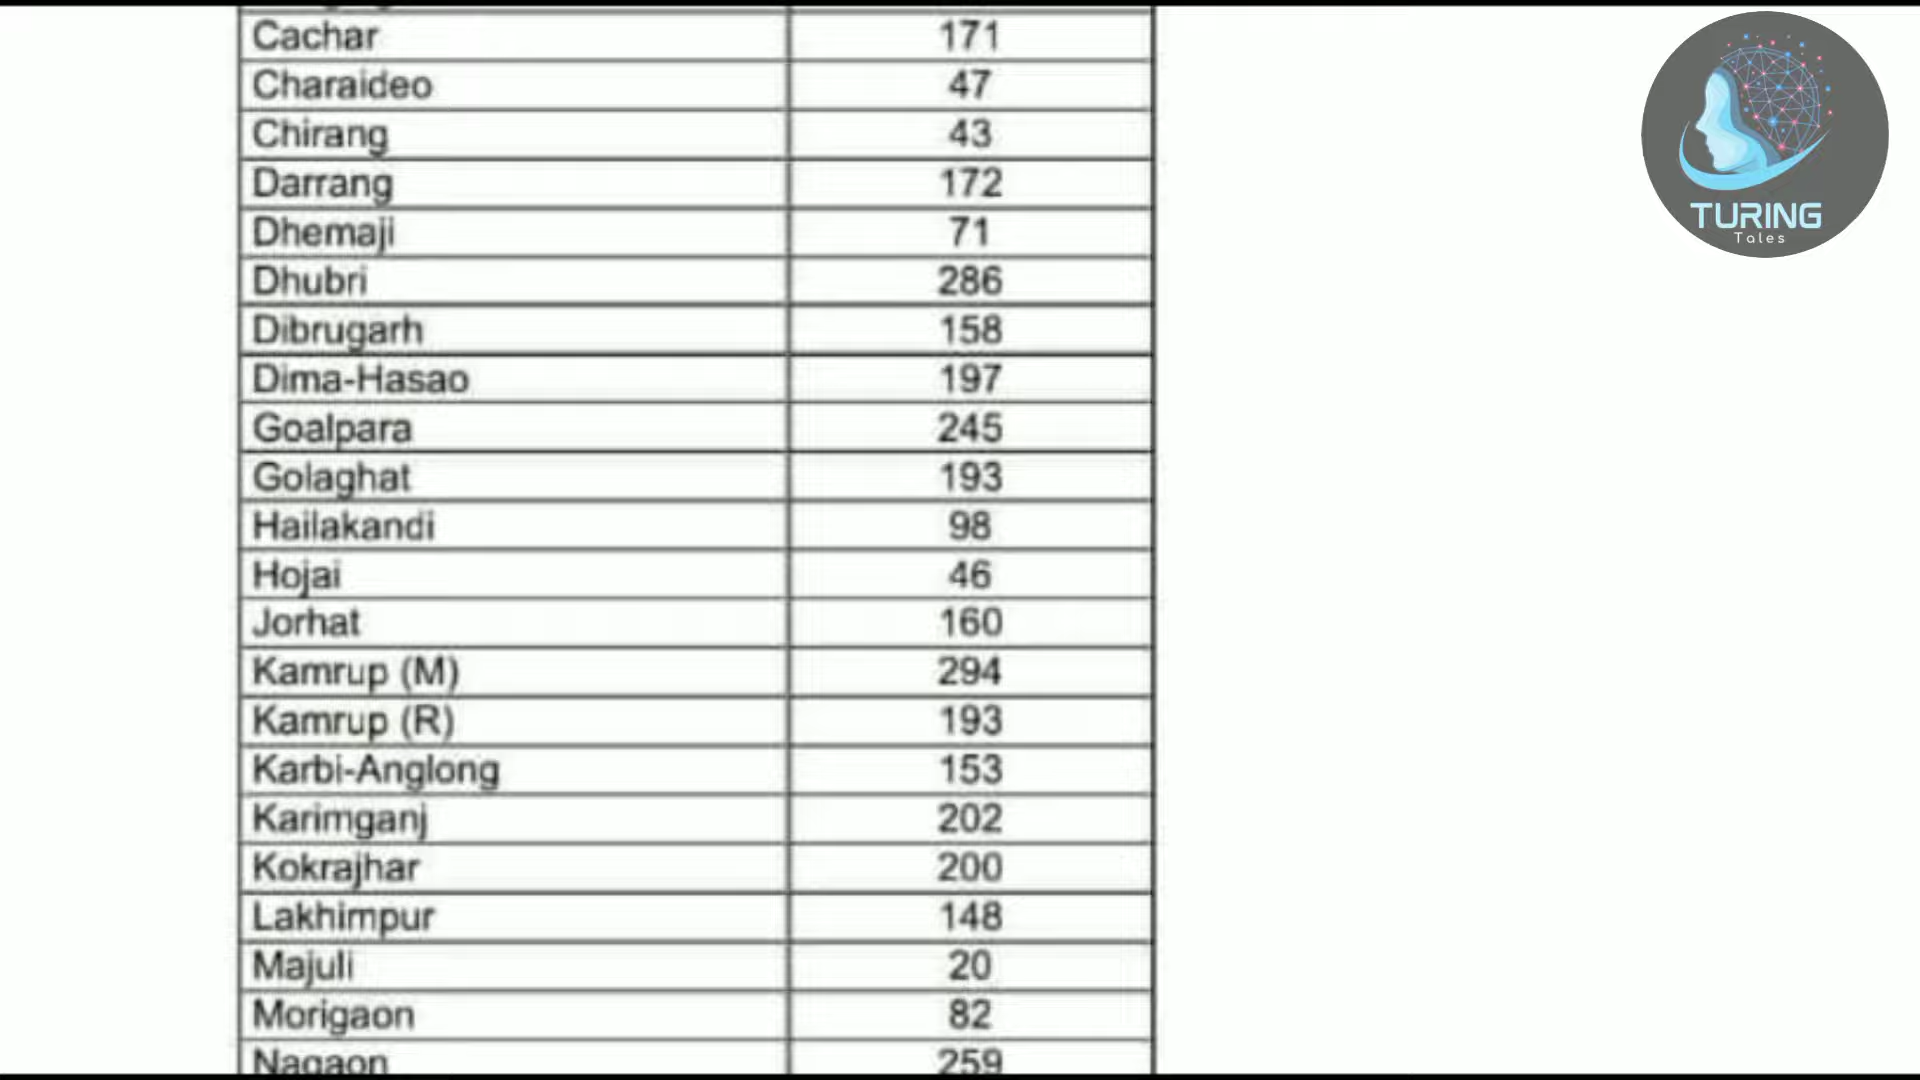 Cachar 171
Charaideo 47
Chirang 43
Darrang 172
Dhemaji 71
Dhubri 286
Dibrugarh 158
Dima-Hasao 197
Goalpara 245
Golaghat 193
Hailakandi 98
Hojai 46
Jorhat 160
Kamrup (M) 294
Kamrup (R) 193
Karbi-Anglong 153
Karimganj 202
Kokrajhar 200
Lakhimpur 148
Majuli 20
Morigaon 82
Nagaon 259
TURING
Tales